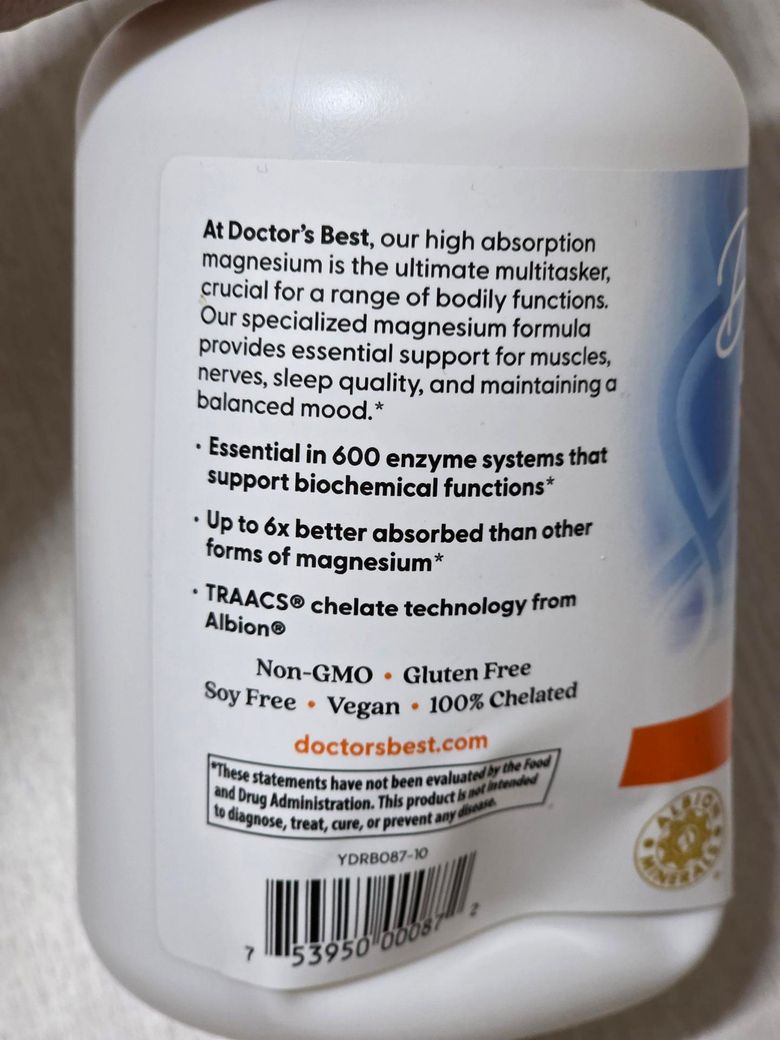 At Doctor's Best, our high absorption
magnesium is the ultimate multitasker,
crucial for a range of bodily functions.
Our specialized magnesium formula
provides essential support for muscles,
nerves, sleep quality, and maintaining a
balanced mood.*
· Essential in 600 enzyme systems that
support biochemical functions*
· Up to 6x better absorbed than other
forms of magnesium*
· TRAACS® chelate technology from
Albion®
Non-GMO • Gluten Free
Soy Free • Vegan • 100% Chelated
doctorsbest.com
*These statements have not been evaluated by the Food
and Drug Administration. This product is not intended
to diagnose, treat, cure, or prevent any disease.
YDRB087-10
7 53950 00087 2
ALBION
MINERALS